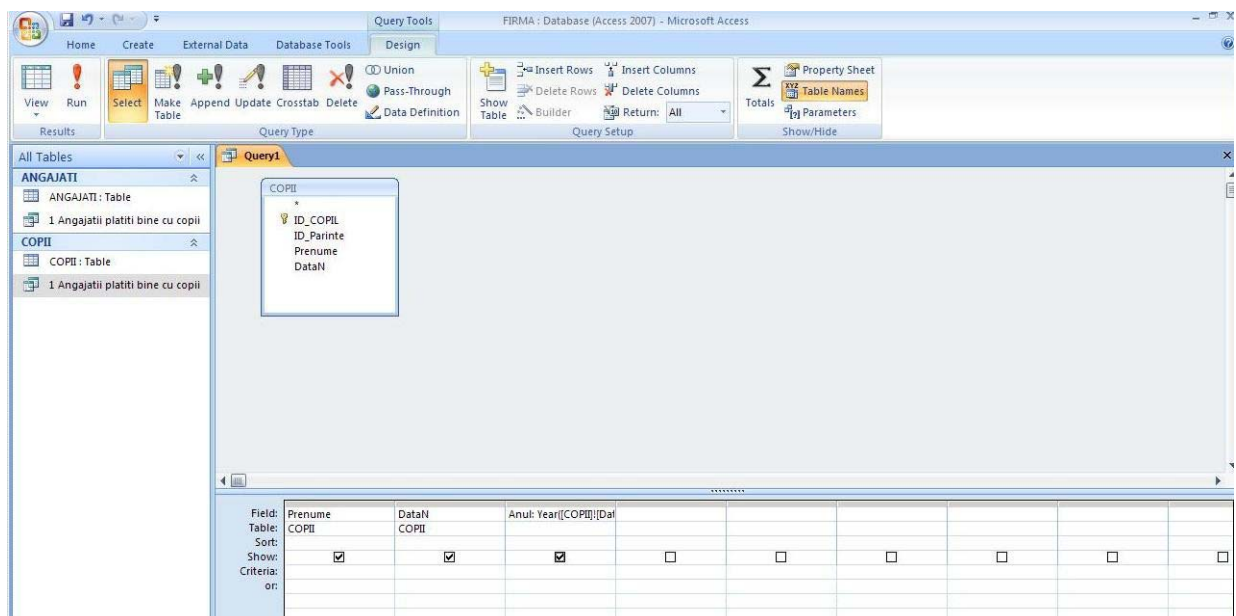 Query Tools
FIRMA : Database (Access 2007) - Microsoft Access
Home Create External Data Database Tools Design
View
Run
Select
Make Table
Append
Update
Crosstab
Delete
Union
Pass-Through
Data Definition
Show Table
Insert Rows
Delete Rows
Builder
Insert Columns
Delete Columns
Return: All
Totals
Property Sheet
Table Names
Parameters
Results
Query Type
Query Setup
Show/Hide
All Tables
ANGAJATI
ANGAJATI : Table
1 Angajatii platiti bine cu copii
COPII
COPII : Table
1 Angajatii platiti bine cu copii
Query1
COPII
*
ID_COPIL
ID_Parinte
Prenume
DataN
Field: Prenume DataN Anul: Year([COPII]![Dat
Table: COPII COPII
Sort:
Show:
Criteria:
or: